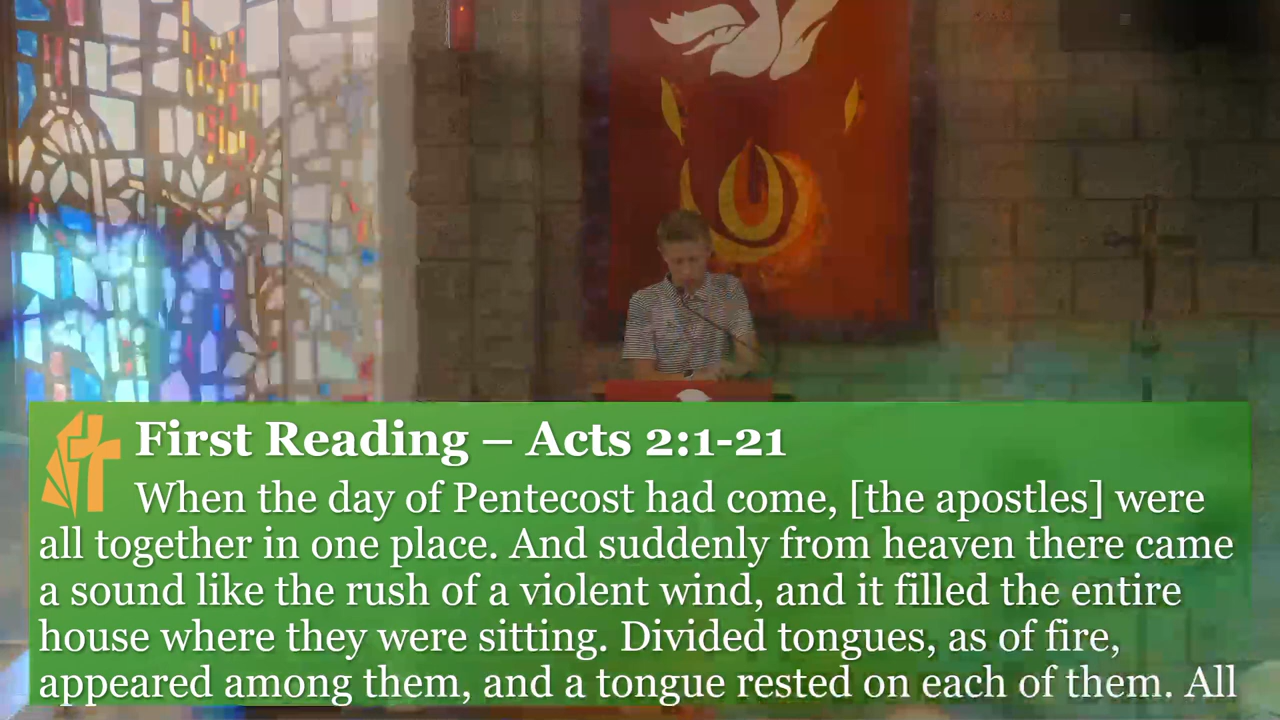 First Reading – Acts 2:1-21
When the day of Pentecost had come, [the apostles] were
all together in one place. And suddenly from heaven there came
a sound like the rush of a violent wind, and it filled the entire
house where they were sitting. Divided tongues, as of fire,
appeared among them, and a tongue rested on each of them. All